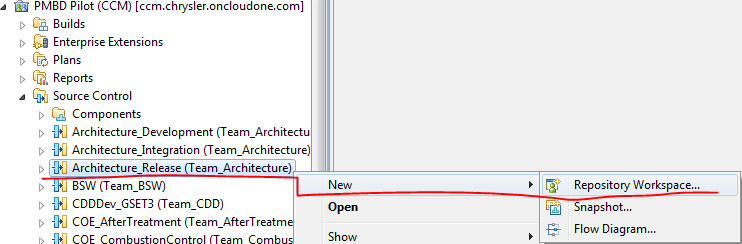 PMBD Pilot (CCM) [ccm.chrysler.oncloudone.com]
Builds
Enterprise Extensions
Plans
Reports
Source Control
Components
Architecture_Development (Team_Architectu
Architecture_Integration (Team_Architectur
Architecture_Release (Team_Architecture)
BSW (Team_BSW)
CDDDev_GSET3 (Team_CDD)
COE_AfterTreatment (Team_AfterTreatme
COE_CombustionControl (Team_Combus
New
Open
Show
Repository Workspace...
Snapshot...
Flow Diagram...